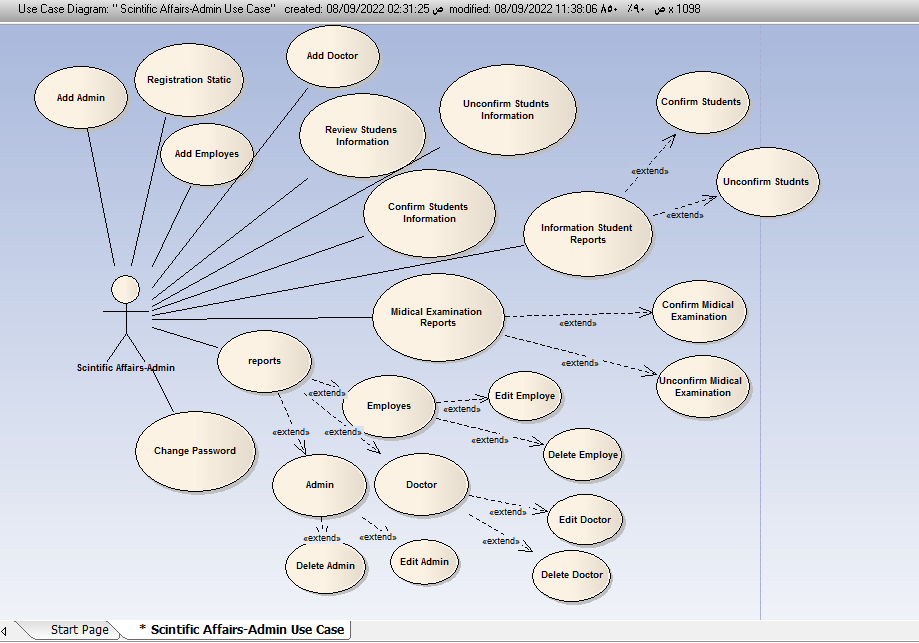 Use Case Diagram: " Scintific Affairs-Admin Use Case" created: 08/09/2022 02:31:25 ص modified: 08/09/2022 11:38:06 ص ٩٠٪ ٨٥٠ x 1098
Add Admin
Registration Static
Add Doctor
Add Employes
Review Studens
Information
Unconfirm Studnts
Information
Confirm Students
Unconfirm Studnts
Confirm Students
Information
Information Student
Reports
«extend»
«extend»
Midical Examination
Reports
«extend»
«extend»
Confirm Midical
Examination
Unconfirm Midical
Examination
Scintific Affairs-Admin
reports
«extend»
«extend»
«extend»
Employes
«extend»
«extend»
Edit Employe
Delete Employe
Change Password
Admin
Doctor
«extend»
«extend»
Edit Doctor
Delete Doctor
«extend»
«extend»
Delete Admin
Edit Admin
Start Page
* Scintific Affairs-Admin Use Case